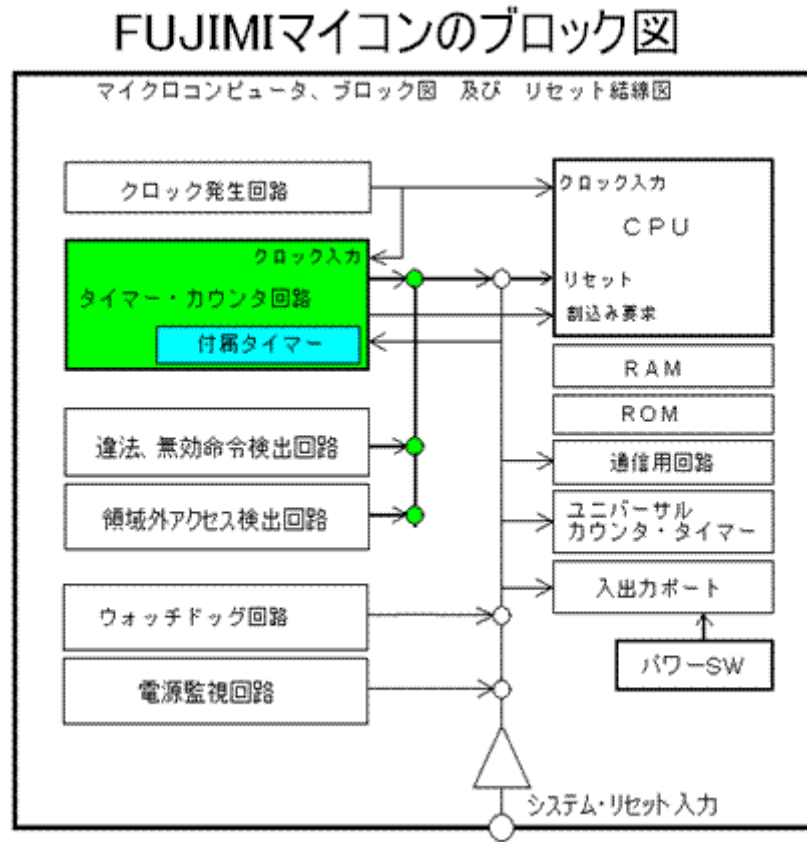 FUJIMIマイコンのブロック図
マイクロコンピュータ、ブロック図 及び リセット結線図
クロック発生回路
クロック入力
CPU
リセット
割込み要求
クロック入力
タイマー・カウンタ回路
付属タイマー
RAM
ROM
違法、無効命令検出回路
通信用回路
領域外アクセス検出回路
ユニバーサル
カウンタ・タイマー
ウォッチドッグ回路
入出力ポート
電源監視回路
パワーSW
システム・リセット入力